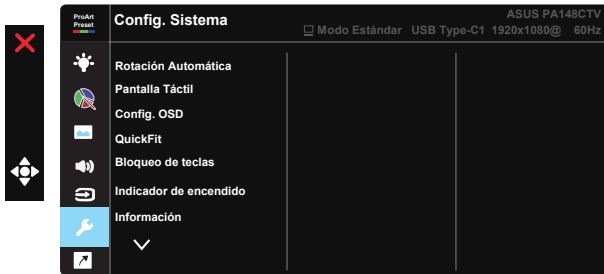 ProArt
Preset
Config. Sistema
ASUS PA148CTV
Modo Estándar USB Type-C1 1920x1080@ 60Hz
Rotación Automática
Pantalla Táctil
Config. OSD
QuickFit
Bloqueo de teclas
Indicador de encendido
Información